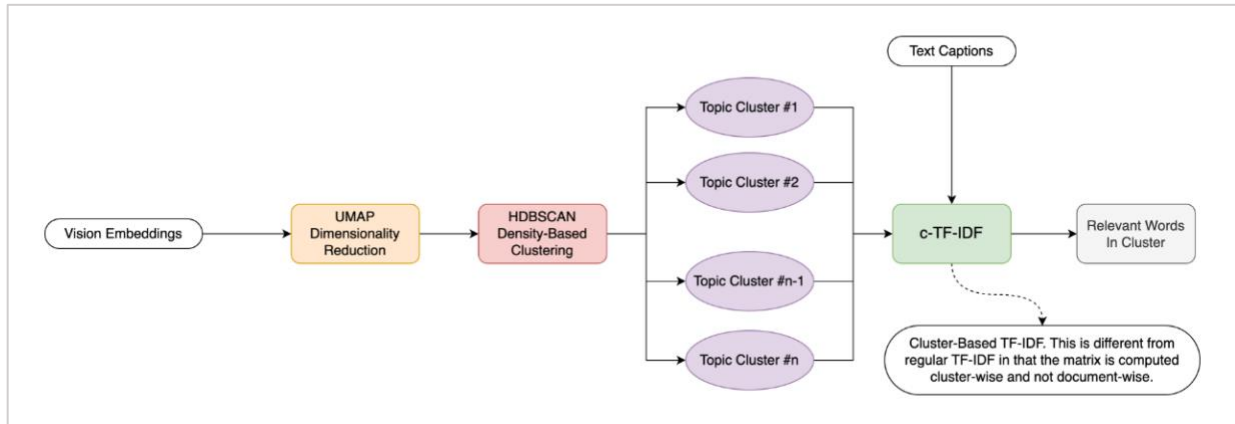 Vision Embeddings
UMAP
Dimensionality
Reduction
HDBSCAN
Density-Based
Clustering
Topic Cluster #1
Topic Cluster #2
Topic Cluster #n-1
Topic Cluster #n
Text Captions
c-TF-IDF
Relevant Words
In Cluster
Cluster-Based TF-IDF. This is different from
regular TF-IDF in that the matrix is computed
cluster-wise and not document-wise.